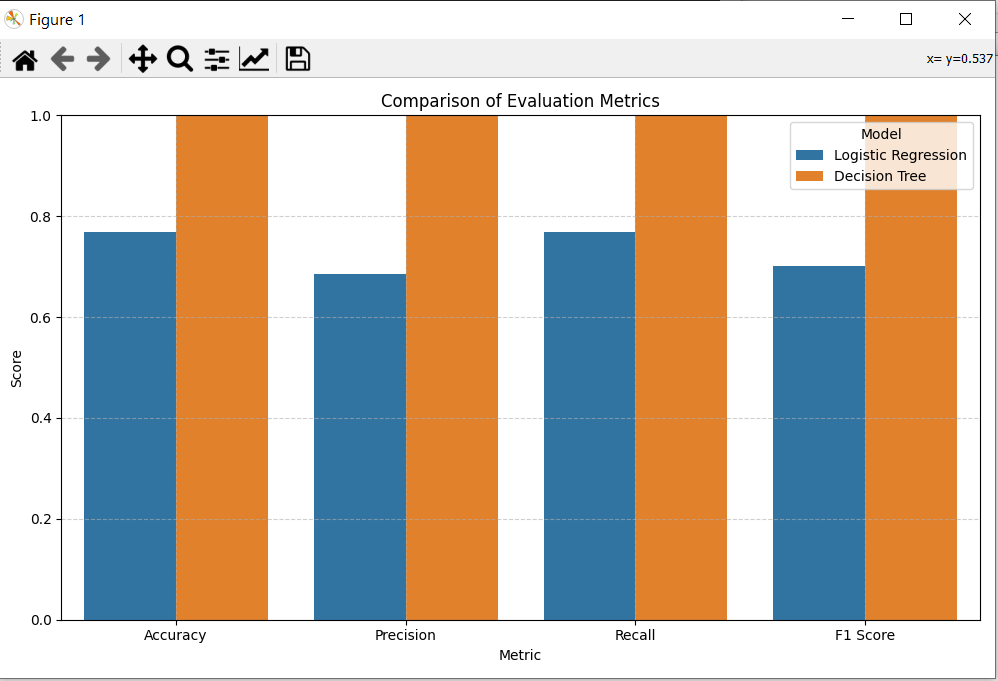 Figure 1
x= y=0.537
Comparison of Evaluation Metrics
Model
Logistic Regression
Decision Tree
1.0
0.8
0.6
0.4
0.2
0.0
Score
Accuracy Precision Recall F1 Score
Metric